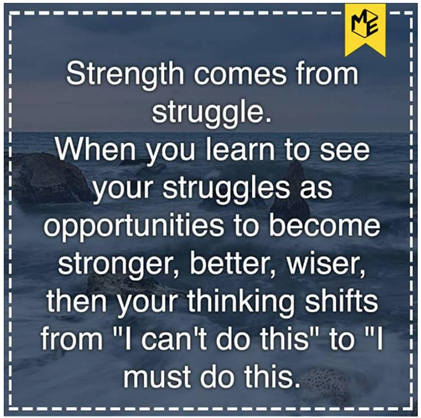 Strength comes from
struggle.
When you learn to see
your struggles as
opportunities to become
stronger, better, wiser,
then your thinking shifts
from "I can't do this" to "I
must do this.